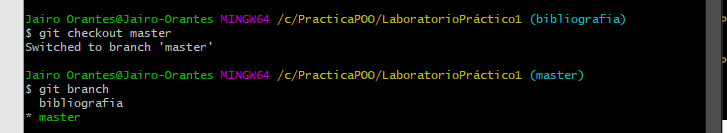 Jairo Orantes@Jairo-Orantes MINGW64 /c/PracticaPOO/LaboratorioPráctico1 (bibliografia)
$ git checkout master
Switched to branch 'master'
Jairo Orantes@Jairo-Orantes MINGW64 /c/PracticaPOO/LaboratorioPráctico1 (master)
$ git branch
  bibliografia
* master